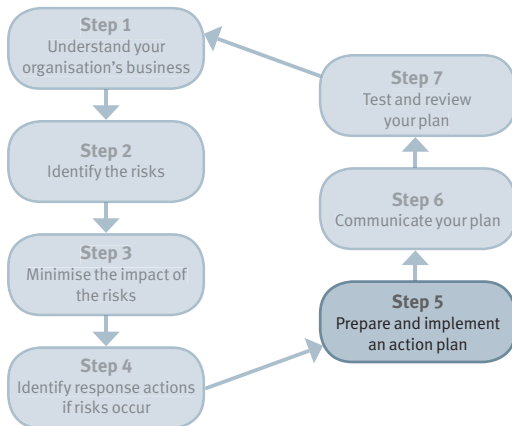 Step 1
Understand your
organisation's business
Step 2
Identify the risks
Step 3
Minimise the impact of
the risks
Step 4
Identify response actions
if risks occur
Step 5
Prepare and implement
an action plan
Step 6
Communicate your plan
Step 7
Test and review
your plan